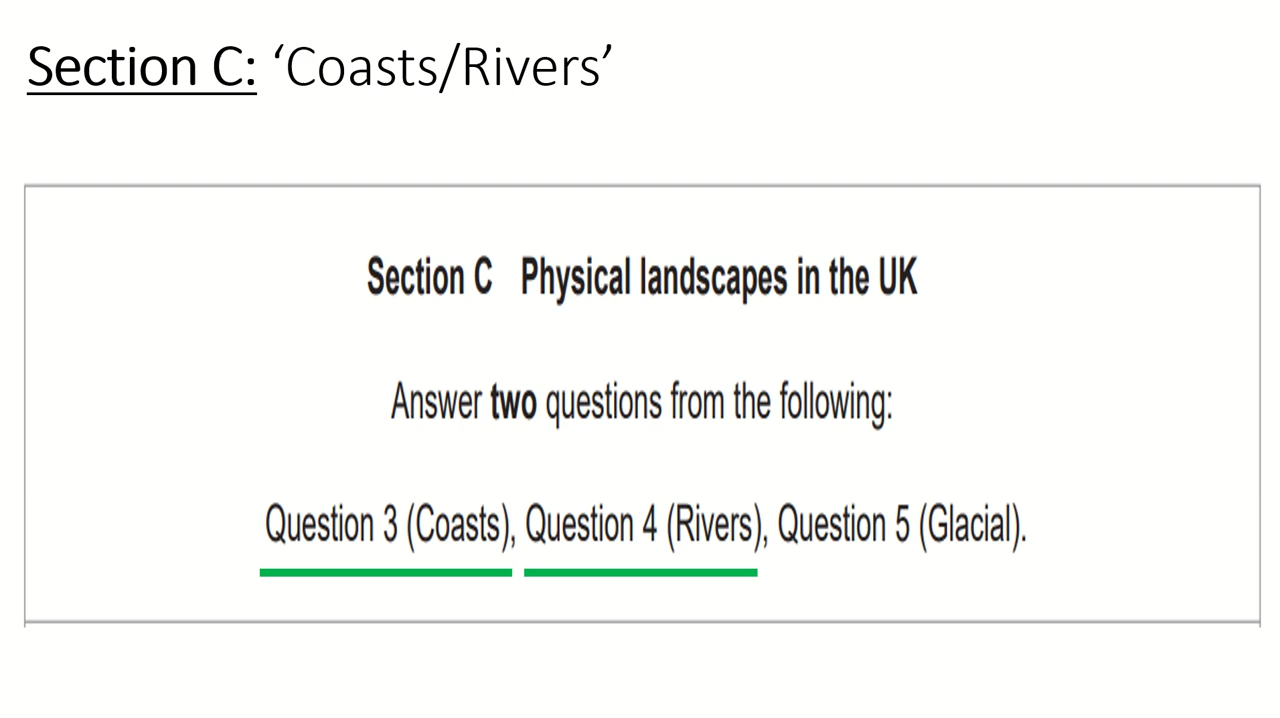 Section C: ‘Coasts/Rivers’
Section C Physical landscapes in the UK
Answer two questions from the following:
Question 3 (Coasts), Question 4 (Rivers), Question 5 (Glacial).